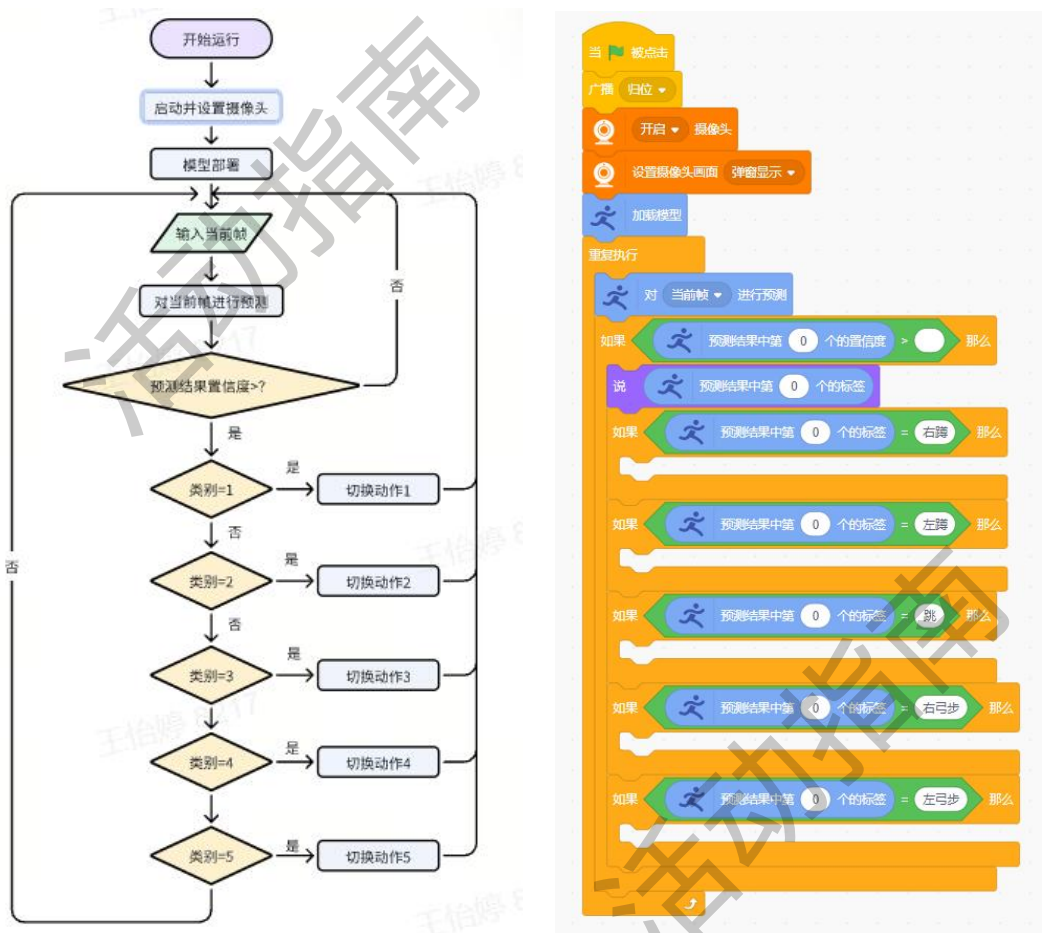 开始运行
启动并设置摄像头
模型部署
输入当前帧
对当前帧进行预测
否
预测结果置信度>?
是
类别=1
是
切换动作1
否
类别=2
是
切换动作2
否
类别=3
是
切换动作3
类别=4
是
切换动作4
类别=5
是
切换动作5
否
当 被点击
广播 归位
开启 摄像头
设置摄像头画面 弹窗显示
加载模型
重复执行
对 当前帧 进行预测
如果 预测结果中第 0 个的置信度 > 那么
说 预测结果中第 0 个的标签
如果 预测结果中第 0 个的标签 = 右蹲 那么
如果 预测结果中第 0 个的标签 = 左蹲 那么
如果 预测结果中第 0 个的标签 = 跳 那么
如果 预测结果中第 0 个的标签 = 右弓步 那么
如果 预测结果中第 0 个的标签 = 左弓步 那么
活动指南
活动指南